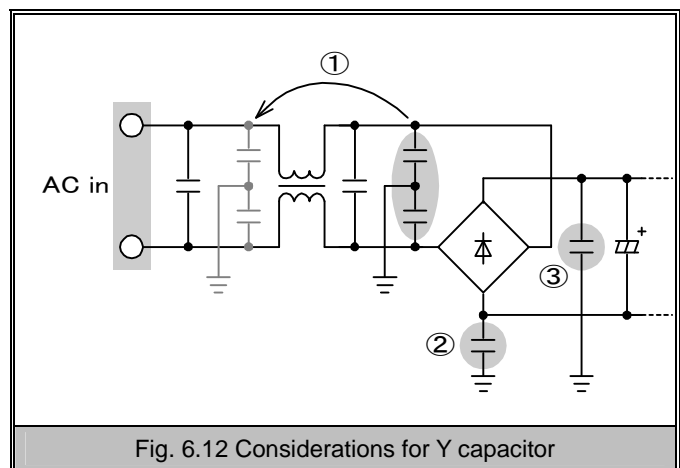 ①
AC in
③
②
+
Fig. 6.12 Considerations for Y capacitor